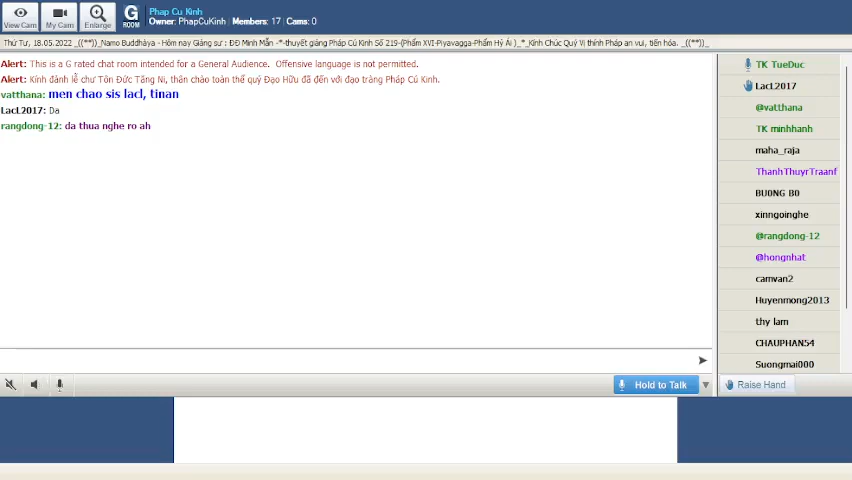 View Cam
My Cam
Enlarge
G
ROOM
Phap Cu Kinh
Owner: PhapCuKinh | Members: 17 | Cams: 0
Thứ Tư, 18.05.2022 _((**))_Namo Buddhàya - Hôm nay Giảng sư : ĐĐ Minh Mẫn -*-thuyết giảng Pháp Cú Kinh Số 219-(Phẩm XVI-Piyavagga-Phẩm Hỷ Ái )_*_Kính Chúc Quý Vị thính Pháp an vui, tiến hóa. _((**))_
Alert: This is a G rated chat room intended for a General Audience. Offensive language is not permitted.
Alert: Kính đảnh lễ chư Tôn Đức Tăng Ni, thân chào toàn thể quý Đạo Hữu đã đến với đạo tràng Pháp Cú Kinh.
vatthana: men chao sis lacl, tinan
LacL2017: Da
rangdong-12: da thua nghe ro ah
TK TueDuc
LacL2017
@vatthana
TK minhhanh
maha_raja
ThanhThuyrTraanf
BU0NG B0
xinngoinghe
@rangdong-12
@hongnhat
camvan2
Huyenmong2013
thy lam
CHAUPHAN54
Suongmai000
Hold to Talk
Raise Hand